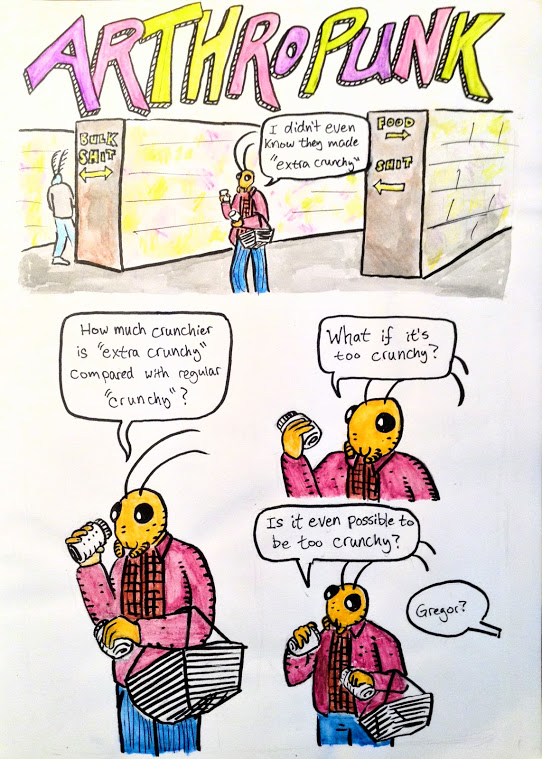 ARTHROPUNK
BULK
SHIT
I didn't even
know they made
"extra crunchy"
FOOD
SHIT
How much crunchier
is "extra crunchy"
compared with regular
"crunchy"?
What if it's
too crunchy?
Is it even possible to
be too crunchy?
Gregor?